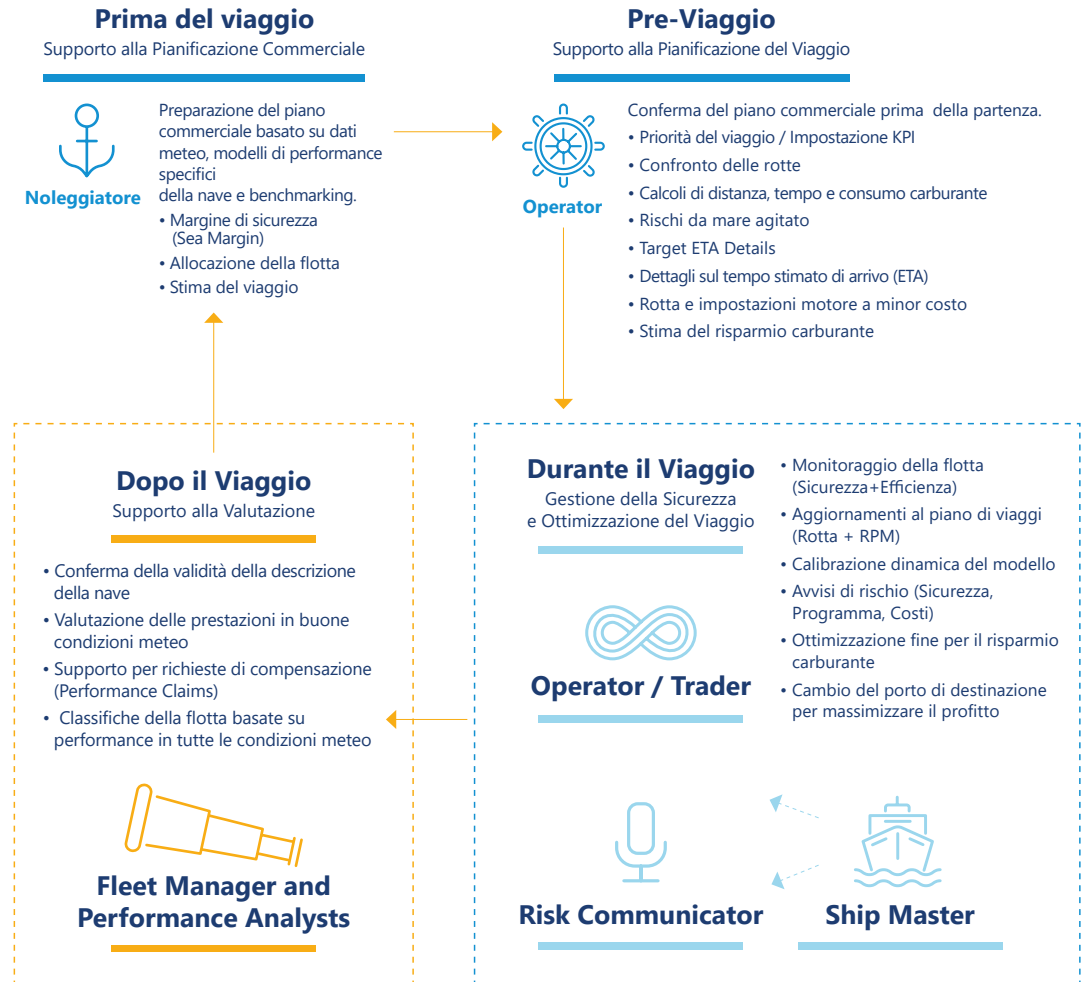 Prima del viaggio
Supporto alla Pianificazione Commerciale
Noleggiatore
Preparazione del piano
commerciale basato su dati
meteo, modelli di performance
specifici
della nave e benchmarking.
• Margine di sicurezza
(Sea Margin)
• Allocazione della flotta
• Stima del viaggio
Pre-Viaggio
Supporto alla Pianificazione del Viaggio
Operator
Conferma del piano commerciale prima della partenza.
• Priorità del viaggio / Impostazione KPI
• Confronto delle rotte
• Calcoli di distanza, tempo e consumo carburante
• Rischi da mare agitato
• Target ETA Details
• Dettagli sul tempo stimato di arrivo (ETA)
• Rotta e impostazioni motore a minor costo
• Stima del risparmio carburante
Dopo il Viaggio
Supporto alla Valutazione
• Conferma della validità della descrizione
della nave
• Valutazione delle prestazioni in buone
condizioni meteo
• Supporto per richieste di compensazione
(Performance Claims)
• Classifiche della flotta basate su
performance in tutte le condizioni meteo
Fleet Manager and
Performance Analysts
Durante il Viaggio
Gestione della Sicurezza
e Ottimizzazione del Viaggio
Operator / Trader
• Monitoraggio della flotta
(Sicurezza+Efficienza)
• Aggiornamenti al piano di viaggi
(Rotta + RPM)
• Calibrazione dinamica del modello
• Avvisi di rischio (Sicurezza,
Programma, Costi)
• Ottimizzazione fine per il risparmio
carburante
• Cambio del porto di destinazione
per massimizzare il profitto
Risk Communicator
Ship Master